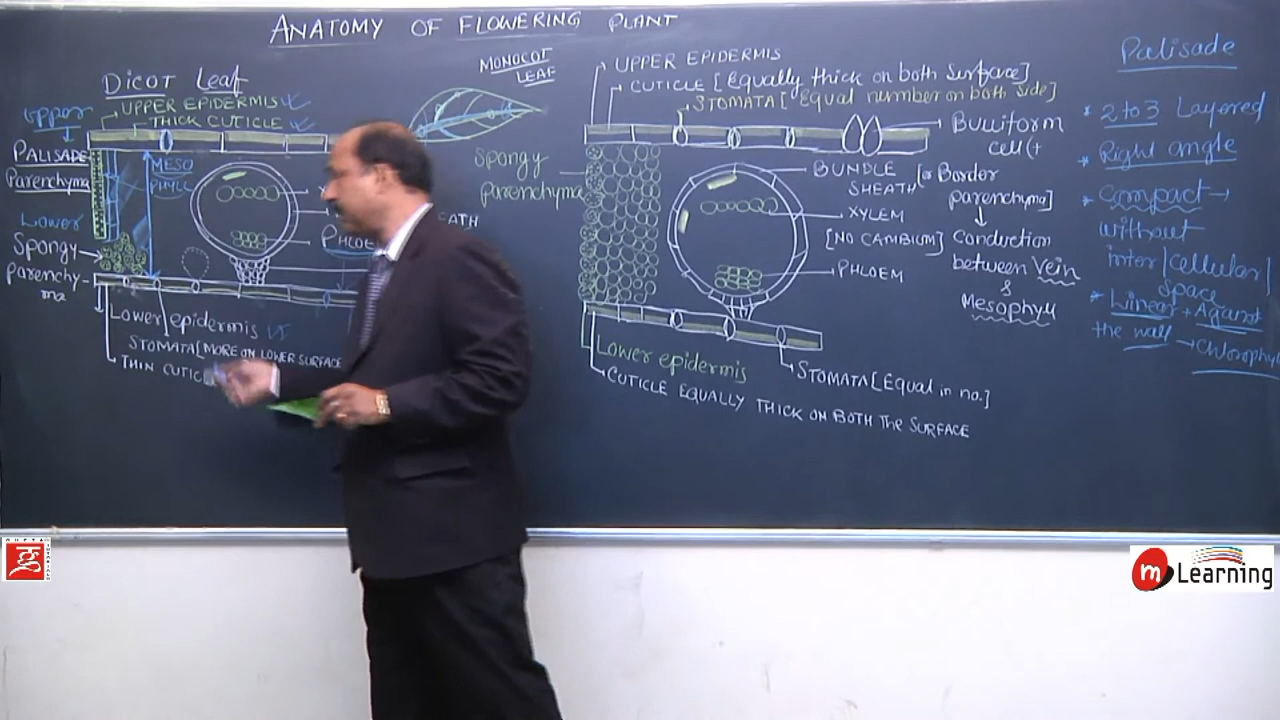 ANATOMY OF FLOWERING PLANT
DICOT Leaf
Upper
UPPER EPIDERMIS
THICK CUTICLE
PALISADE
Parenchyma
MESO
PHYLL
Lower
Spongy
parenchy-
ma
PHLOE
ATH
Lower epidermis
STOMATA [MORE ON LOWER SURFACE
THIN CUTIC
MONOCOT
LEAF
UPPER EPIDERMIS
CUTICLE [Equally thick on both Surface]
STOMATA [Equal number on both side]
Bulliform
cell (+
Spongy
parenchyma
BUNDLE [or Border
SHEATH parenchyma]
XYLEM
[NO CAMBIUM]
PHLOEM
Conduction
between Vein
&
Mesophyll
Lower epidermis
STOMATA [Equal in no.]
CUTICLE EQUALLY THICK ON BOTH The SURFACE
Palisade
* 2 to 3 Layered
* Right angle
* Compact →
without
inter/cellular/
space
* Linear + Against
the wall → chlorophy
GUPTA
m Learning